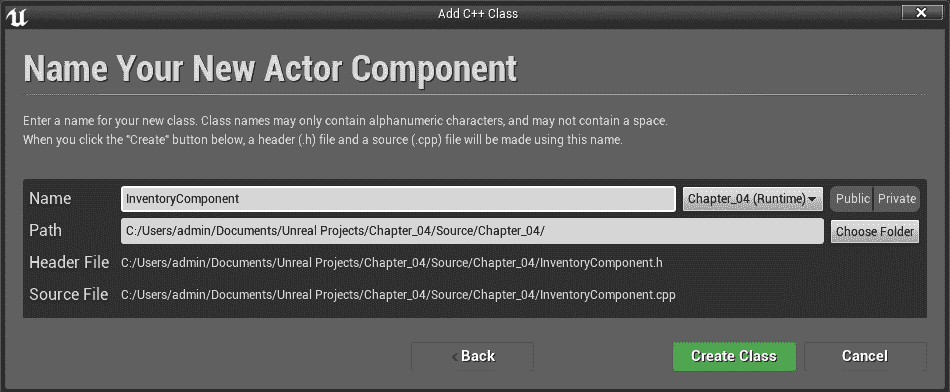 Add C++ Class
Name Your New Actor Component
Enter a name for your new class. Class names may only contain alphanumeric characters, and may not contain a space.
When you click the "Create" button below, a header (.h) file and a source (.cpp) file will be made using this name.
Name InventoryComponent Chapter_04 (Runtime) Public Private
Path C:/Users/admin/Documents/Unreal Projects/Chapter_04/Source/Chapter_04/ Choose Folder
Header File C:/Users/admin/Documents/Unreal Projects/Chapter_04/Source/Chapter_04/InventoryComponent.h
Source File C:/Users/admin/Documents/Unreal Projects/Chapter_04/Source/Chapter_04/InventoryComponent.cpp
Back Create Class Cancel